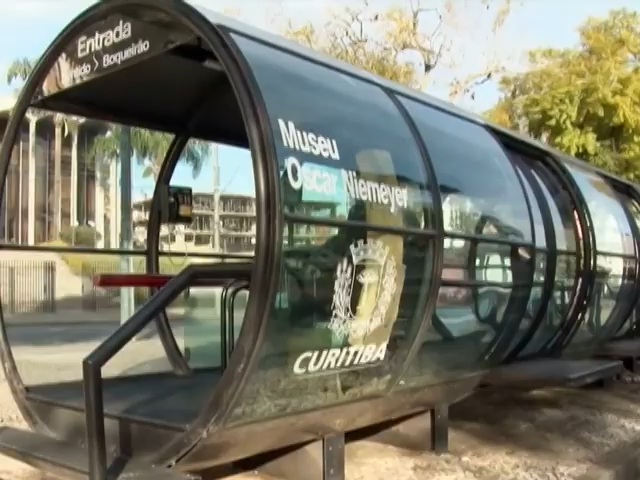 Entrada
> Boqueirão
Museu
Oscar Niemeyer
CURITIBA